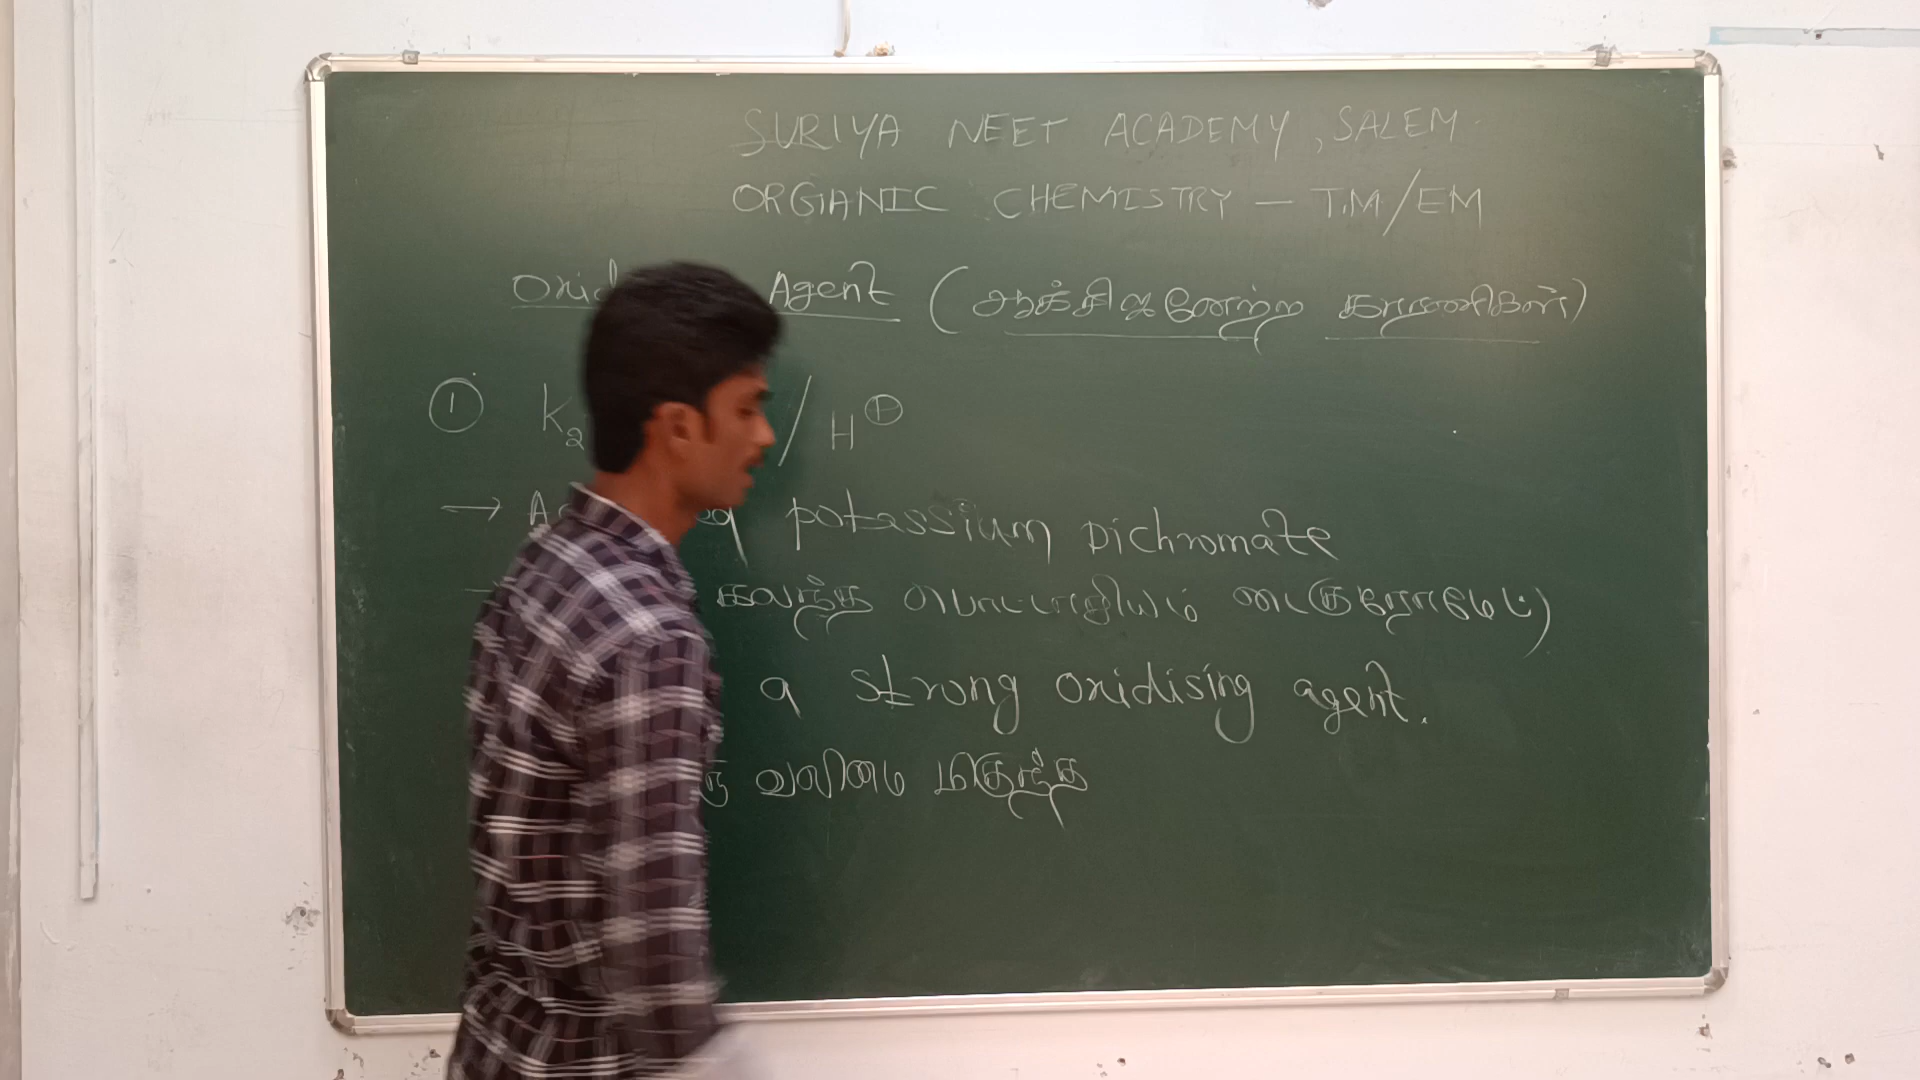 SURIYA NEET ACADEMY, SALEM.
ORGANIC CHEMISTRY – T.M/EM
Agent (ஆக்சிஜனேற்ற காரணிகள்)
① K₂ / H⊕
→ potassium Dichromate
கலந்த பொட்டாசியம் டைகுரோமேட்)
a strong oxidising agent.
வலிமை மிகுந்த